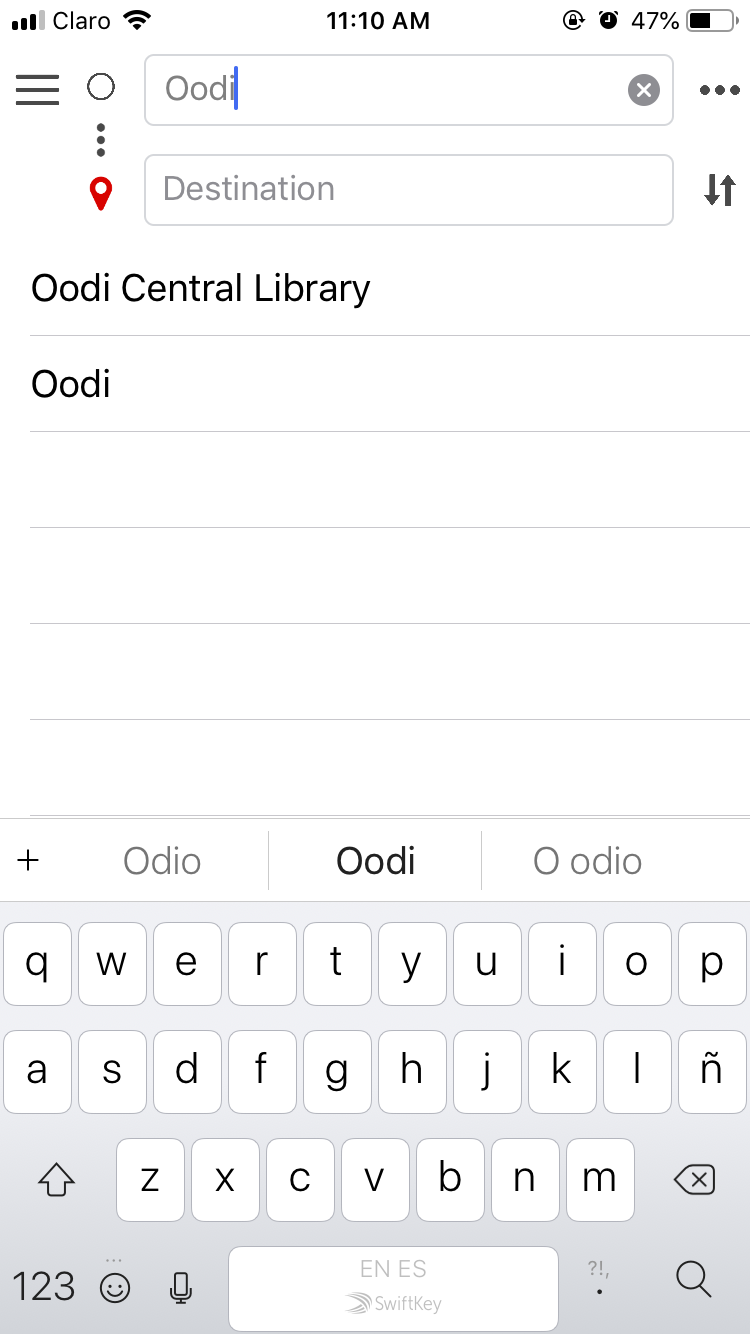 Claro 11:10 AM 47%
Oodi
Destination
Oodi Central Library
Oodi
+ Odio Oodi O odio
q w e r t y u i o p
a s d f g h j k l ñ
z x c v b n m
123 ... EN ES ?!, .
SwiftKey